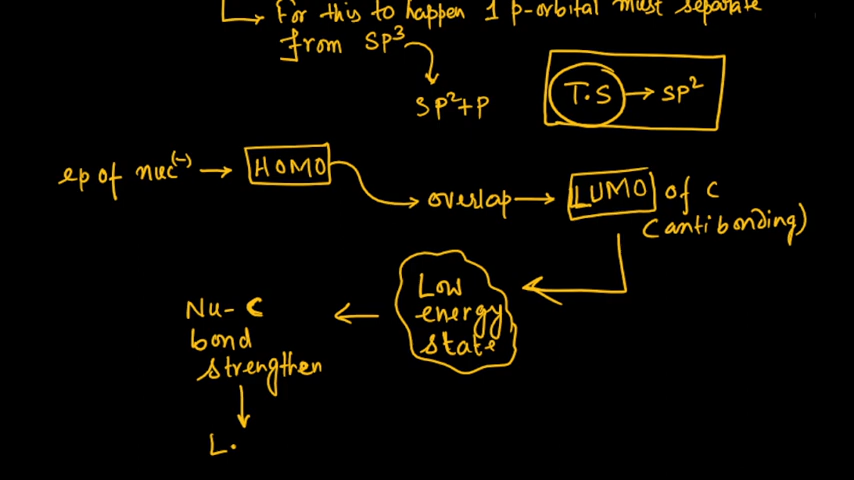 For this to happen 1 p-orbital must separate
from SP³
SP²+P
T.S → SP²
ep of nuc(-) → HOMO → overlap → LUMO of C
(antibonding)
Low
energy
state
Nu- C
bond
strengthen
L.